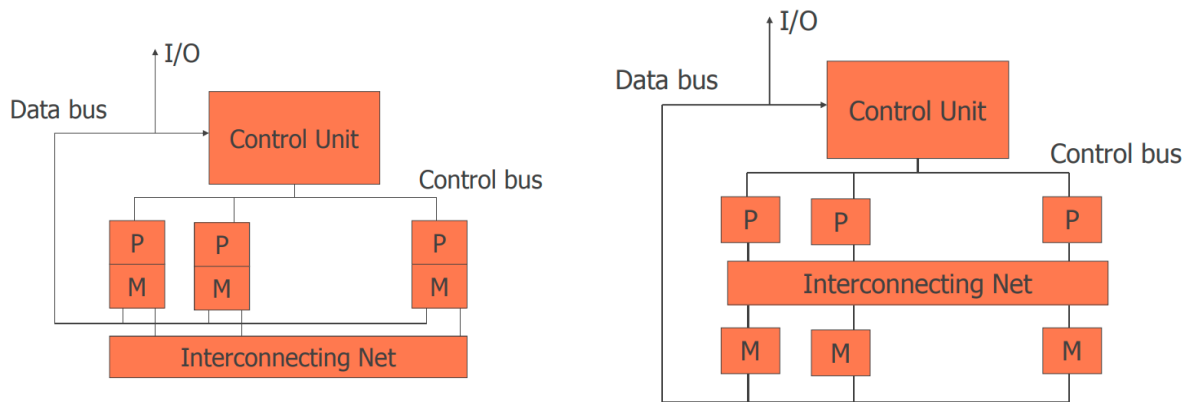 I/O
Data bus
Control Unit
Control bus
P
P
P
M
M
M
Interconnecting Net
I/O
Data bus
Control Unit
Control bus
P
P
P
Interconnecting Net
M
M
M